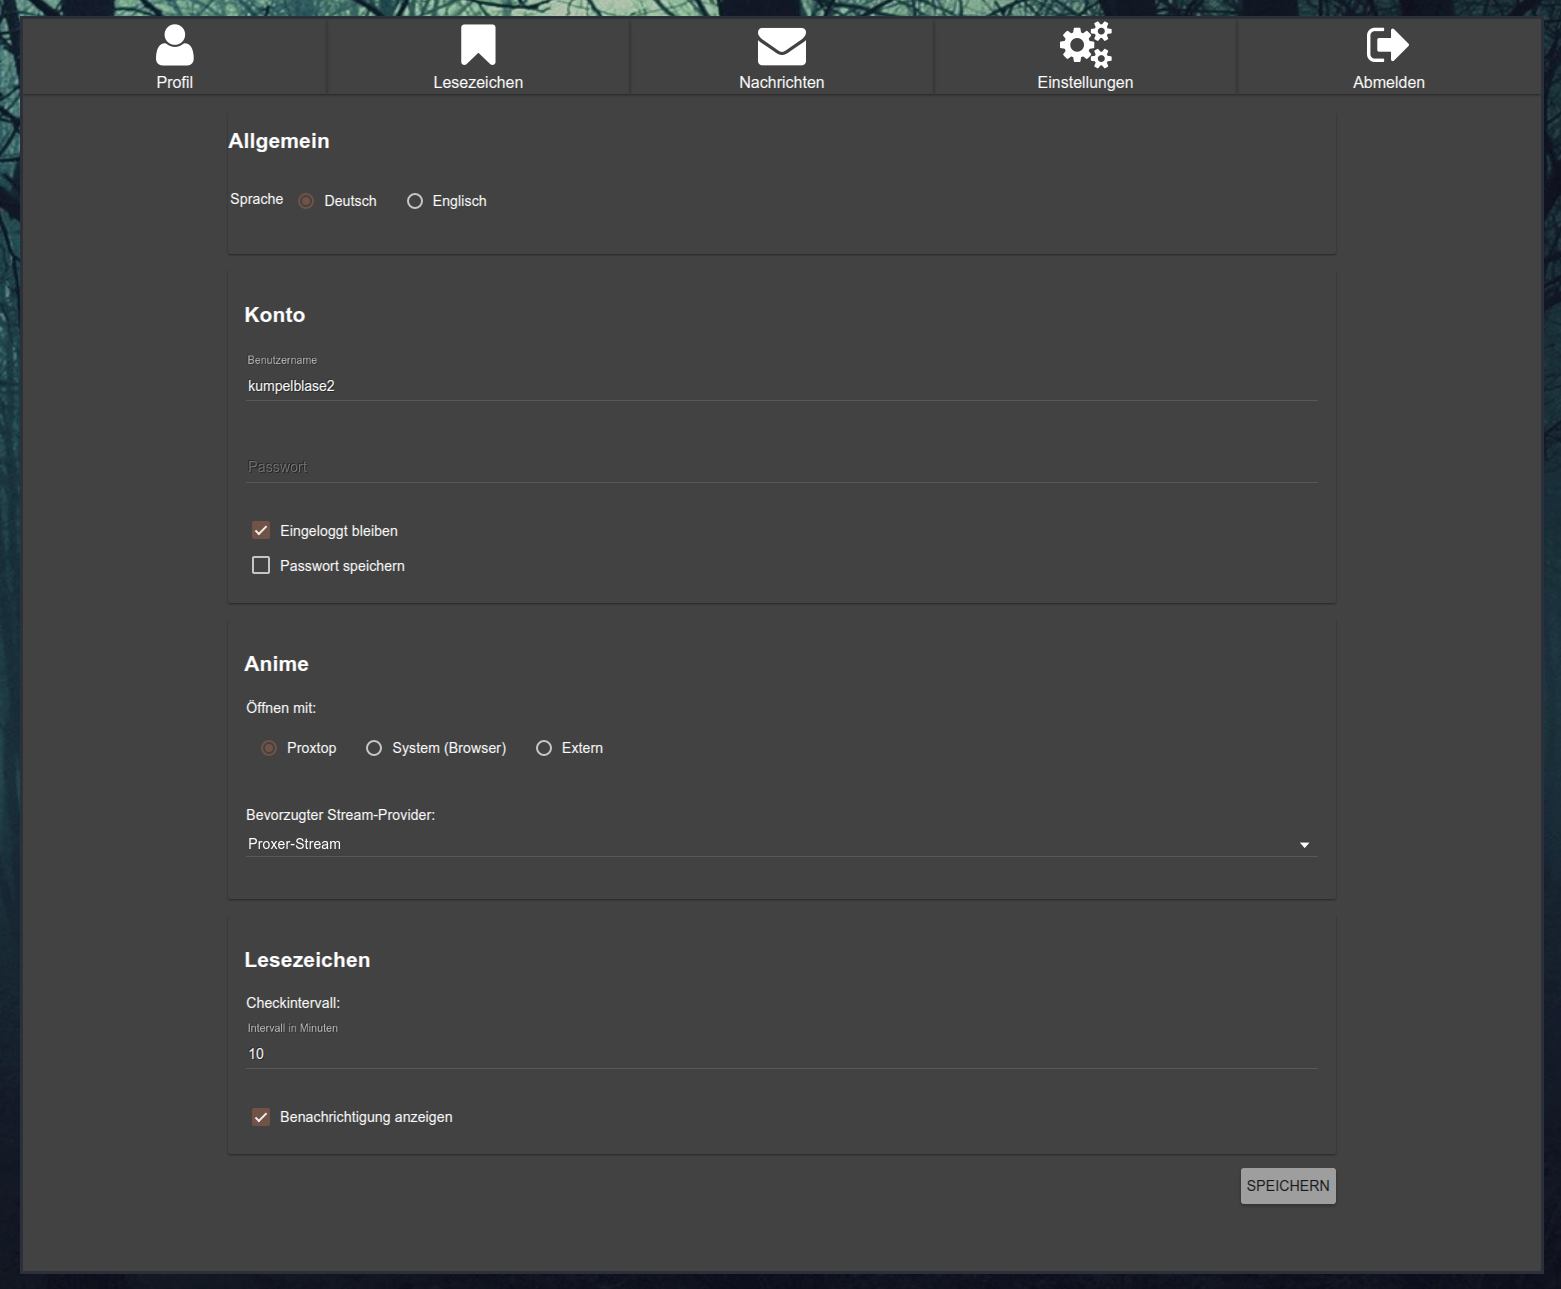 Profil
Lesezeichen
Nachrichten
Einstellungen
Abmelden
Allgemein
Sprache Deutsch Englisch
Konto
Benutzername
kumpelblase2
Passwort
Eingeloggt bleiben
Passwort speichern
Anime
Öffnen mit:
Proxtop System (Browser) Extern
Bevorzugter Stream-Provider:
Proxer-Stream
Lesezeichen
Checkintervall:
Intervall in Minuten
10
Benachrichtigung anzeigen
SPEICHERN